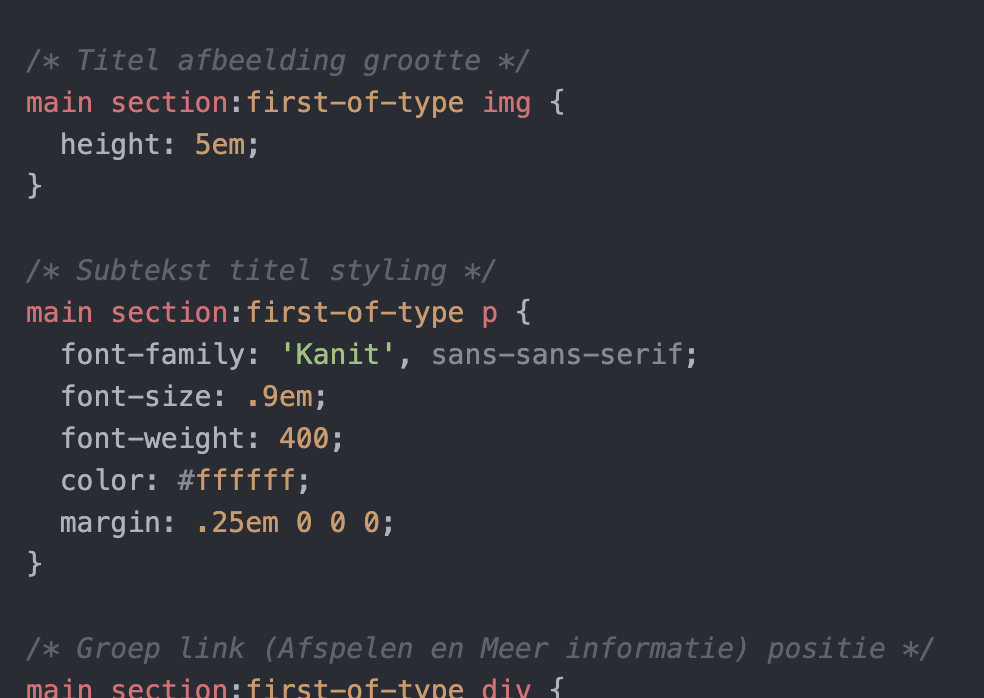 /* Titel afbeelding grootte */
main section:first-of-type img {
height: 5em;
}
/* Subtekst titel styling */
main section:first-of-type p {
font-family: 'Kanit', sans-sans-serif;
font-size: .9em;
font-weight: 400;
color: #ffffff;
margin: .25em 0 0 0;
}
/* Groep link (Afspelen en Meer informatie) positie */
main section:first-of-type div {